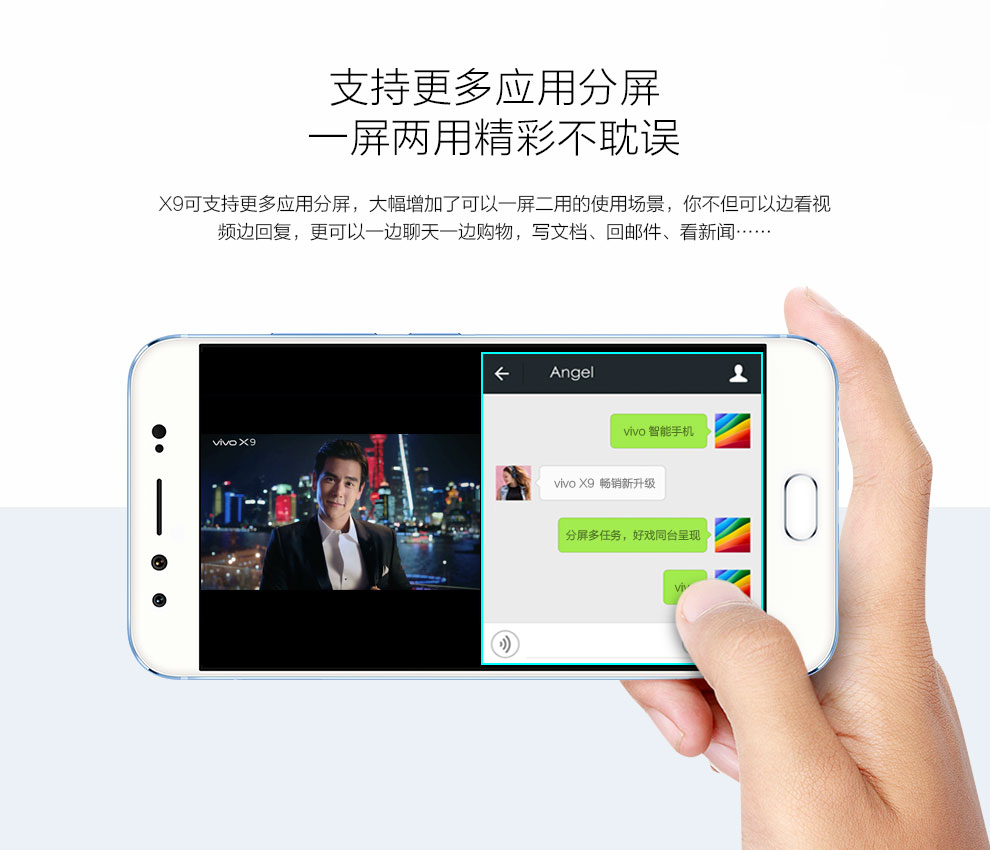 支持更多应用分屏
一屏两用精彩不耽误
X9可支持更多应用分屏，大幅增加了可以一屏二用的使用场景，你不但可以边看视
频边回复，更可以一边聊天一边购物，写文档、回邮件、看新闻……
vivo X9
Angel
vivo 智能手机
vivo X9 畅销新升级
分屏多任务，好戏同台呈现